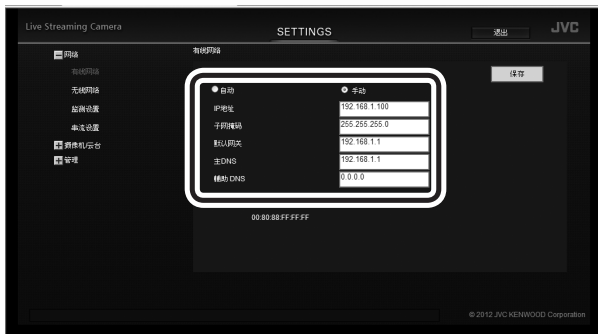 Live Streaming Camera
SETTINGS
退出
JVC
网络
有线网络
有线网络
无线网络
监测设置
串流设置
摄像机/云台
管理
保存
自动
手动
IP地址
192.168.1.100
子网掩码
255.255.255.0
默认网关
192.168.1.1
主DNS
192.168.1.1
辅助 DNS
0.0.0.0
00:80:88:FF:FF:FF
© 2012 JVC KENWOOD Corporation